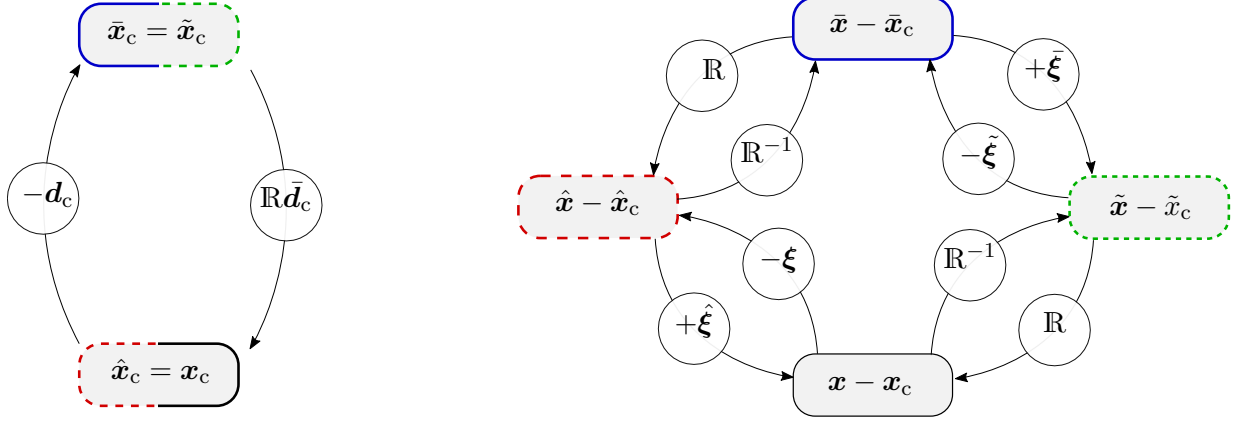 x̄_c = x̃_c
−d_c
ℝd̄_c
x̂_c = x_c
x̄ − x̄_c
ℝ
+ξ̄
ℝ⁻¹
−ξ̃
x̂ − x̂_c
x̃ − x̃_c
−ξ
ℝ⁻¹
+ξ̂
ℝ
x − x_c